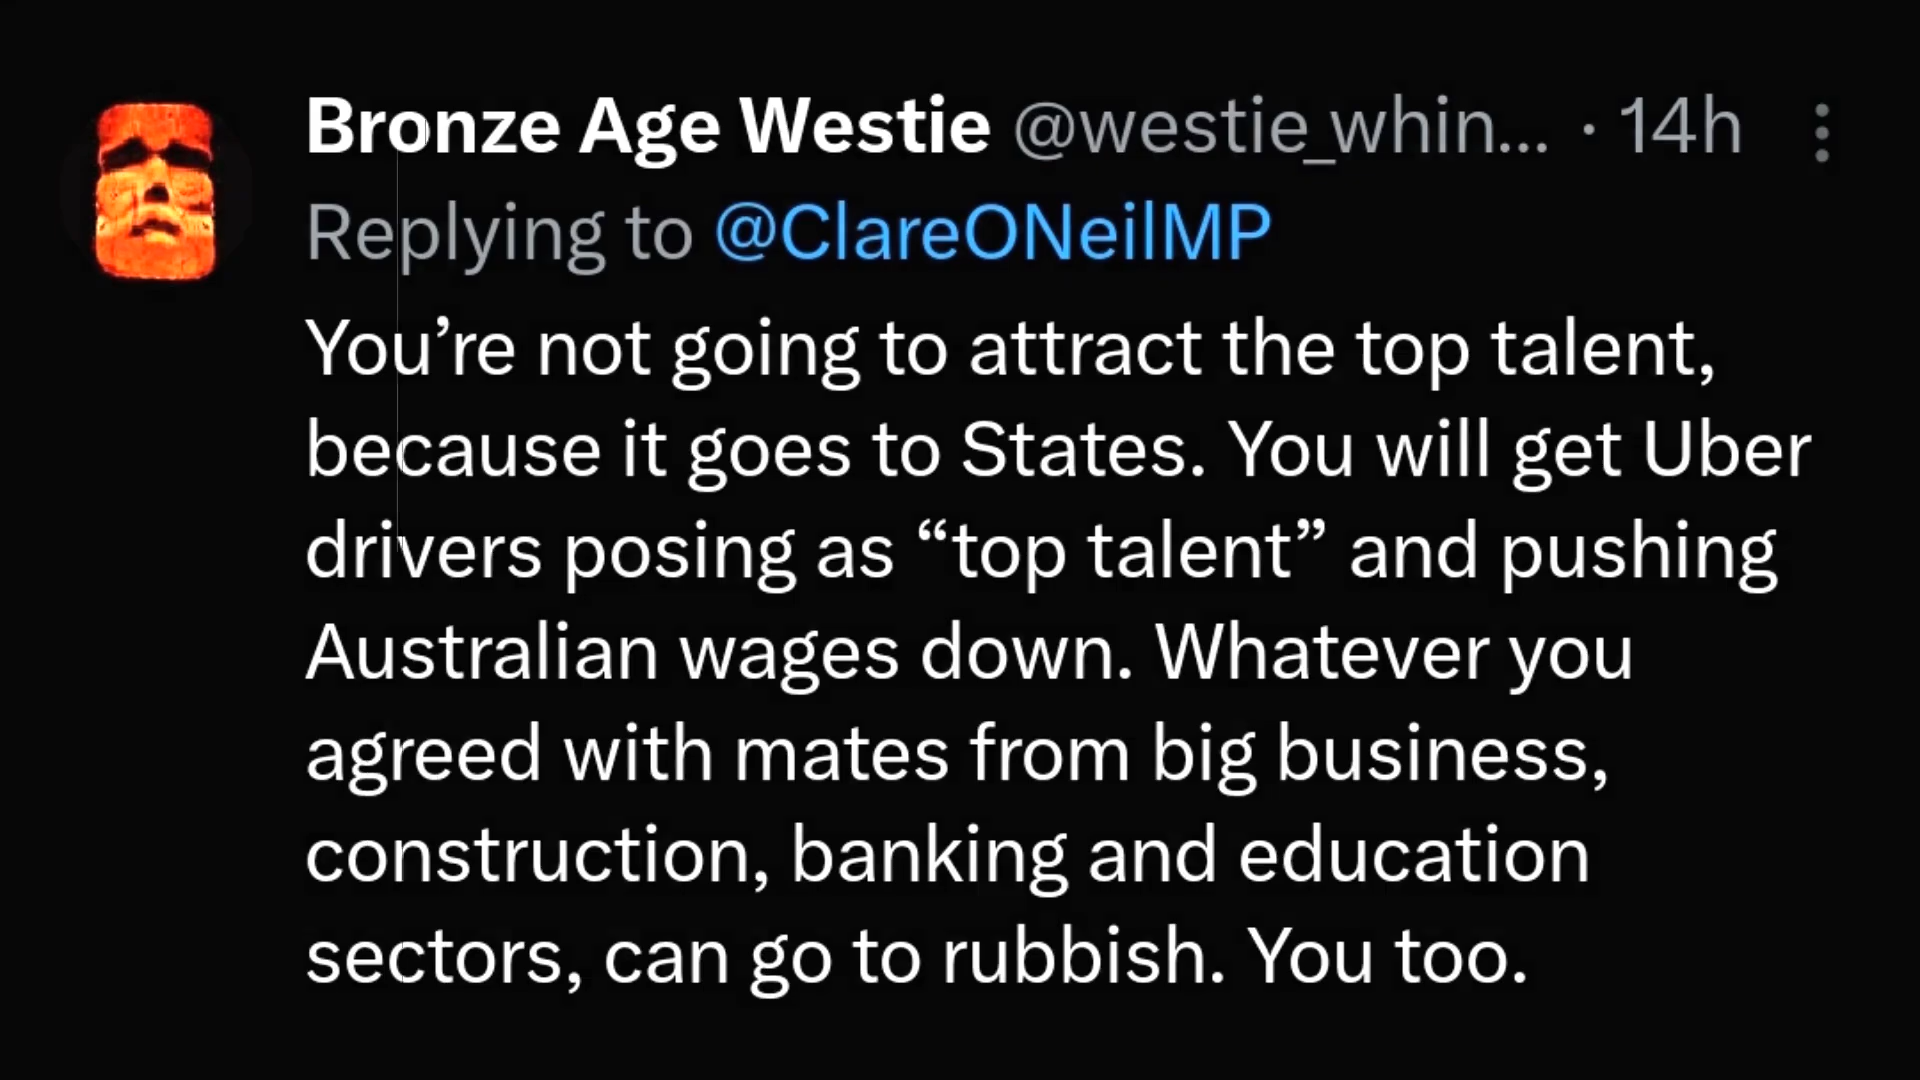 Bronze Age Westie @westie_whin... · 14h
Replying to @ClareONeilMP
You’re not going to attract the top talent,
because it goes to States. You will get Uber
drivers posing as “top talent” and pushing
Australian wages down. Whatever you
agreed with mates from big business,
construction, banking and education
sectors, can go to rubbish. You too.